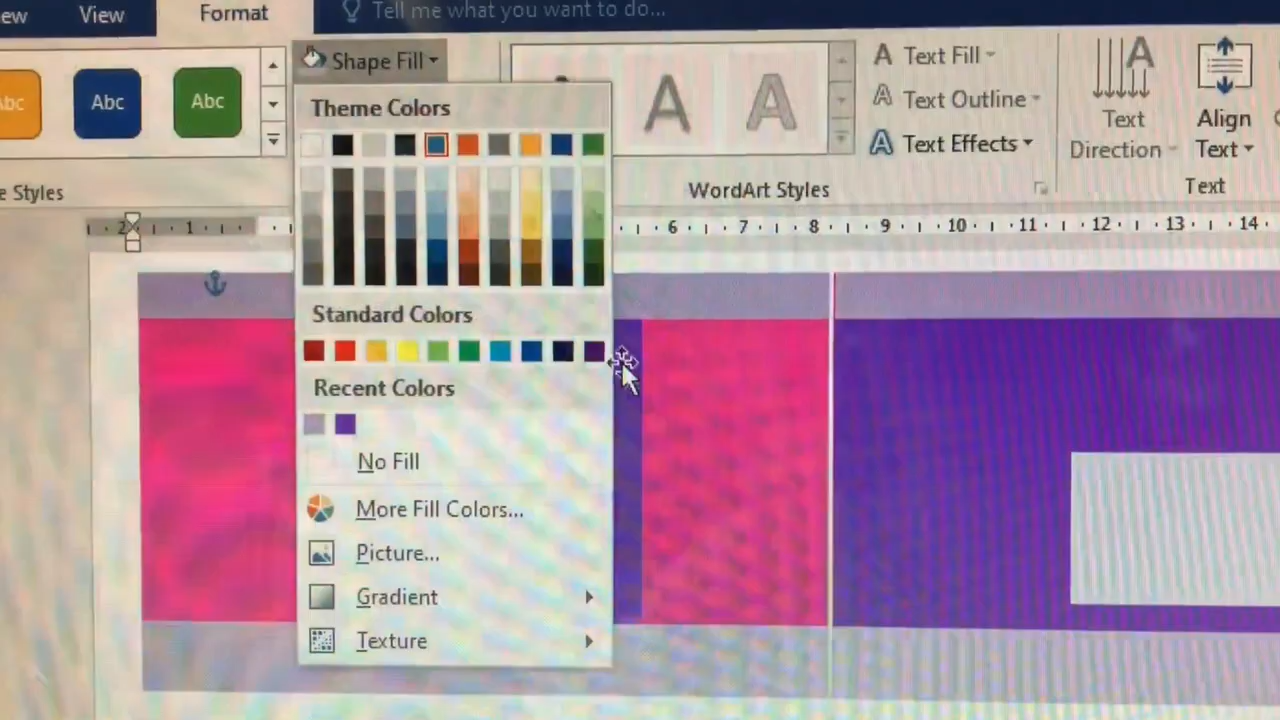 ew View Format Tell me what you want to do...
Abc Abc Abc
Shape Fill
A A
A Text Fill
A Text Outline
A Text Effects
A
Text
Direction
Align
Text
e Styles
WordArt Styles
Text
2 1 6 7 8 9 10 11 12 13 14
Theme Colors
Standard Colors
Recent Colors
No Fill
More Fill Colors...
Picture...
Gradient
Texture